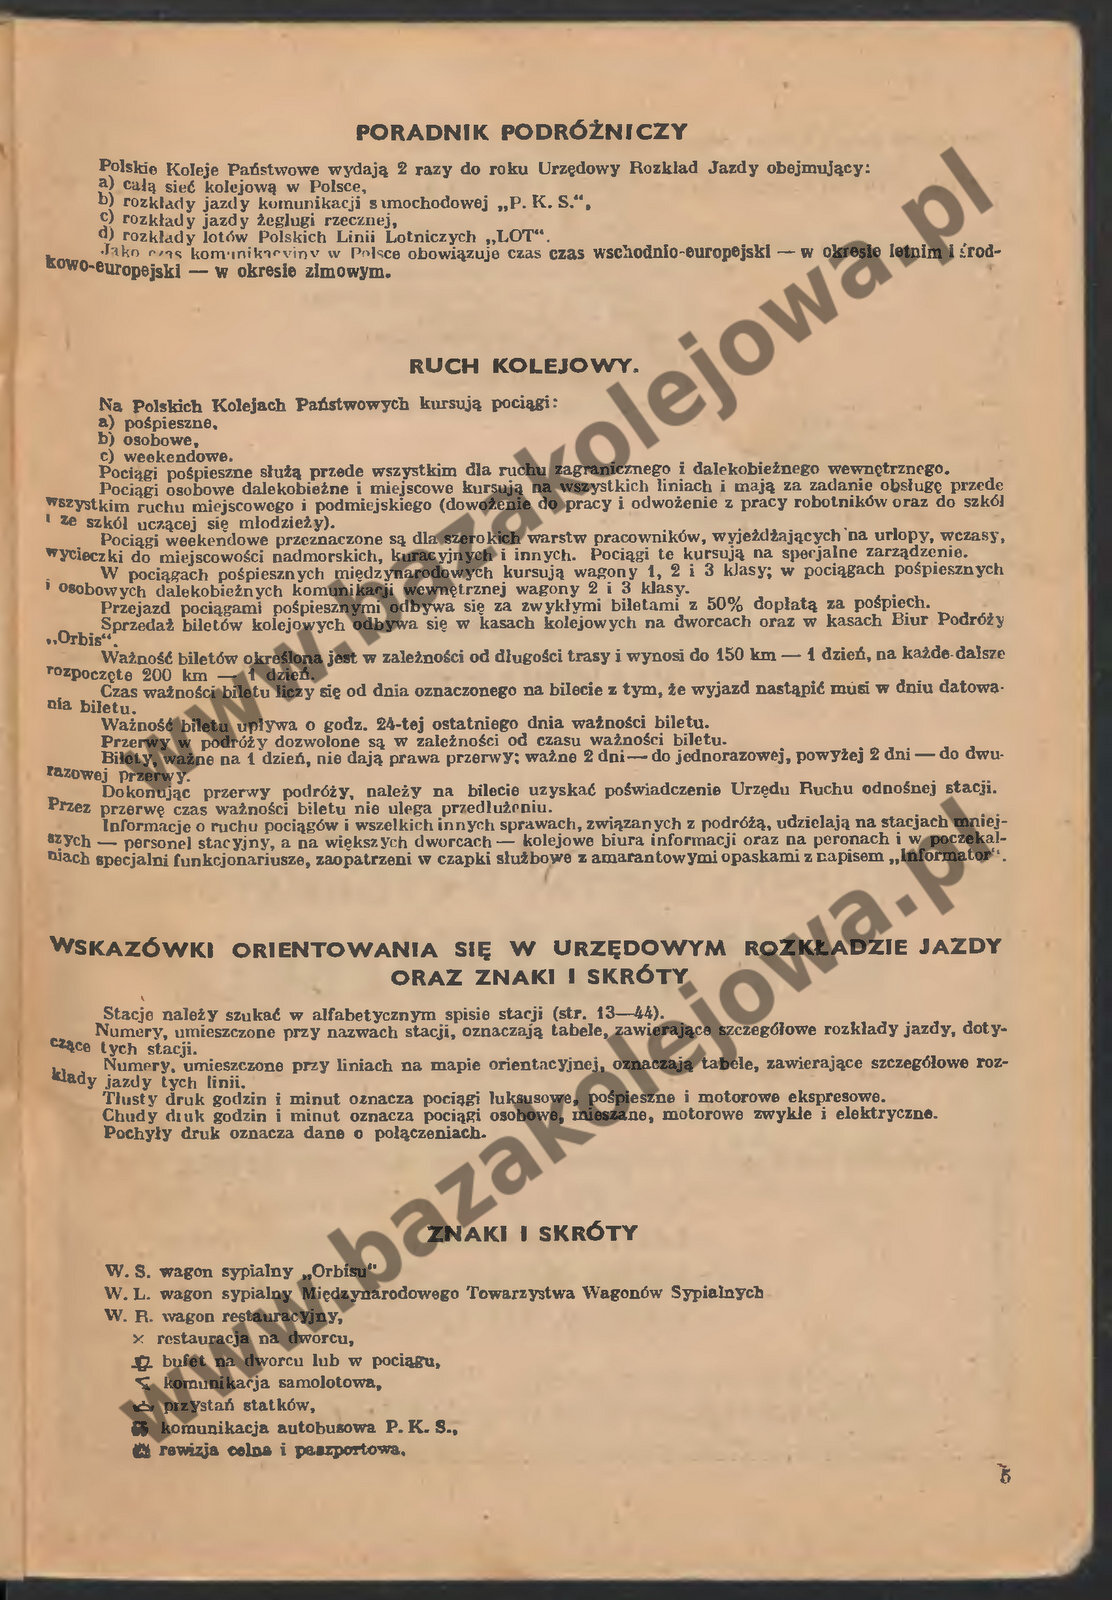 PORADNIK PODRÓŻNICZY
Polskie Koleje Państwowe wydają 2 razy do roku Urzędowy Rozkład Jazdy obejmujący:
a) całą sieć kolejową w Polsce,
b) rozkłady jazdy komunikacji samochodowej „P. K. S.“,
c) rozkłady jazdy żeglugi rzecznej,
d) rozkłady lotów Polskich Linii Lotniczych „LOT“.
Jako czas komunikacyjny w Polsce obowiązuje czas czas wschodnio-europejski — w okresie letnim i środ-
kowo-europejski — w okresie zimowym.
RUCH KOLEJOWY.
Na Polskich Kolejach Państwowych kursują pociągi:
a) pośpieszne,
b) osobowe,
c) weekendowe.
Pociągi pośpieszne służą przede wszystkim dla ruchu zagranicznego i dalekobieżnego wewnętrznego.
Pociągi osobowe dalekobieżne i miejscowe kursują na wszystkich liniach i mają za zadanie obsługę przede
wszystkim ruchu miejscowego i podmiejskiego (dowożenie do pracy i odwożenie z pracy robotników oraz do szkół
i ze szkół uczącej się młodzieży).
Pociągi weekendowe przeznaczone są dla szerokich warstw pracowników, wyjeżdżających na urlopy, wczasy,
wycieczki do miejscowości nadmorskich, kuracyjnych i innych. Pociągi te kursują na specjalne zarządzenie.
W pociągach pośpiesznych międzynarodowych kursują wagony 1, 2 i 3 klasy; w pociągach pośpiesznych
i osobowych dalekobieżnych komunikacji wewnętrznej wagony 2 i 3 klasy.
Przejazd pociągami pośpiesznymi odbywa się za zwykłymi biletami z 50% dopłatą za pośpiech.
Sprzedaż biletów kolejowych odbywa się w kasach kolejowych na dworcach oraz w kasach Biur Podróży
„Orbis“.
Ważność biletów określona jest w zależności od długości trasy i wynosi do 150 km — 1 dzień, na każde dalsze
rozpoczęte 200 km — 1 dzień.
Czas ważności biletu liczy się od dnia oznaczonego na bilecie z tym, że wyjazd nastąpić musi w dniu datowa-
nia biletu.
Ważność biletu upływa o godz. 24-tej ostatniego dnia ważności biletu.
Przerwy w podróży dozwolone są w zależności od czasu ważności biletu.
Bilety, ważne na 1 dzień, nie dają prawa przerwy; ważne 2 dni — do jednorazowej, powyżej 2 dni — do dwu-
razowej przerwy.
Dokonując przerwy podróży, należy na bilecie uzyskać poświadczenie Urzędu Ruchu odnośnej stacji.
Przez przerwę czas ważności biletu nie ulega przedłużeniu.
Informacje o ruchu pociągów i wszelkich innych sprawach, związanych z podróżą, udzielają na stacjach mniej-
szych — personel stacyjny, a na większych dworcach — kolejowe biura informacji oraz na peronach i w poczekal-
niach specjalni funkcjonariusze, zaopatrzeni w czapki służbowe z amarantowymi opaskami z napisem „Informator“.
WSKAZÓWKI ORIENTOWANIA SIĘ W URZĘDOWYM ROZKŁADZIE JAZDY
ORAZ ZNAKI I SKRÓTY
Stacje należy szukać w alfabetycznym spisie stacji (str. 13—44).
Numery, umieszczone przy nazwach stacji, oznaczają tabele, zawierające szczegółowe rozkłady jazdy, doty-
czące tych stacji.
Numery, umieszczone przy liniach na mapie orientacyjnej, oznaczają tabele, zawierające szczegółowe roz-
kłady jazdy tych linii.
Tłusty druk godzin i minut oznacza pociągi luksusowe, pośpieszne i motorowe ekspresowe.
Chudy druk godzin i minut oznacza pociągi osobowe, mieszane, motorowe zwykłe i elektryczne.
Pochyły druk oznacza dane o połączeniach.
ZNAKI I SKRÓTY
W. S. wagon sypialny „Orbisu“
W. L. wagon sypialny Międzynarodowego Towarzystwa Wagonów Sypialnych
W. R. wagon restauracyjny,
× restauracja na dworcu,
bufet na dworcu lub w pociągu,
komunikacja samolotowa,
przystań statków,
komunikacja autobusowa P. K. S.,
rewizja celna i paszportowa.
5
www.bazakolejowa.pl
www.bazakolejowa.pl